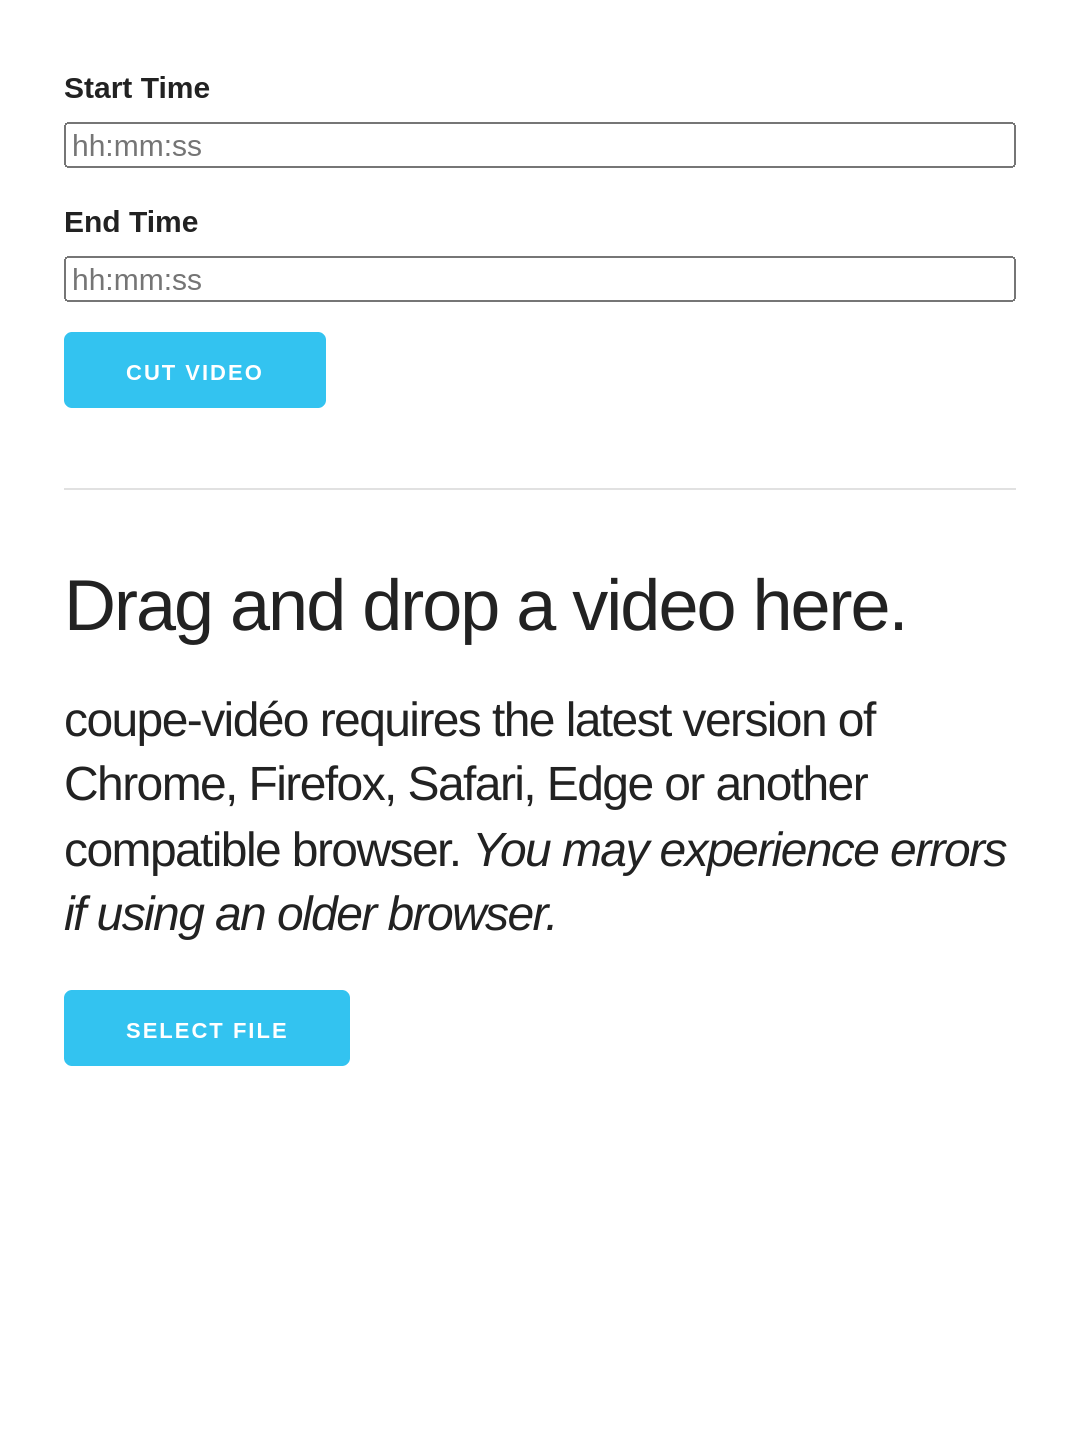 Start Time
hh:mm:ss
End Time
hh:mm:ss
CUT VIDEO
Drag and drop a video here.
coupe-vidéo requires the latest version of
Chrome, Firefox, Safari, Edge or another
compatible browser. You may experience errors
if using an older browser.
SELECT FILE